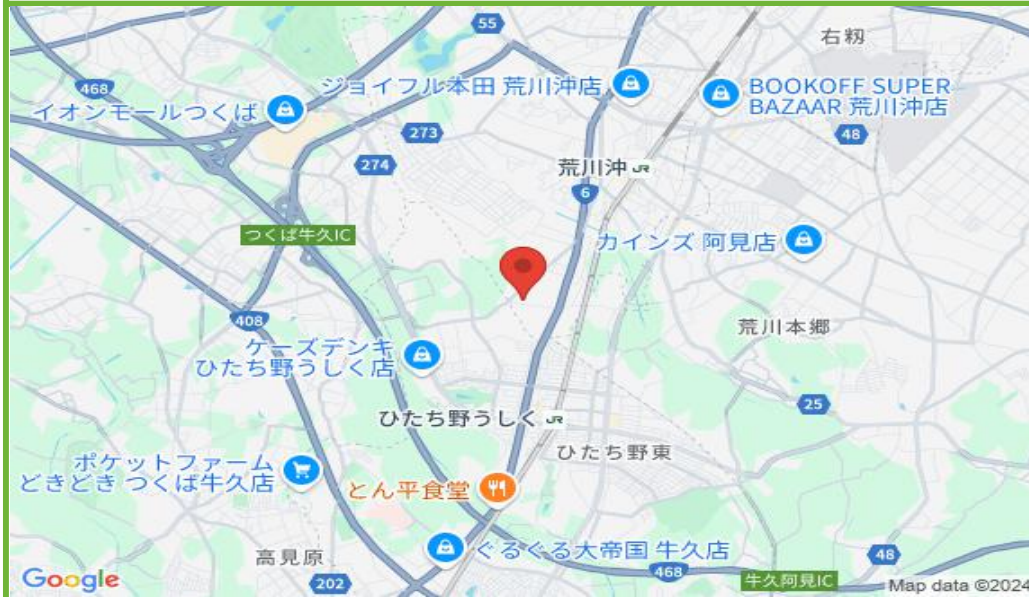 55
右籾
468
ジョイフル本田 荒川沖店
BOOKOFF SUPER
BAZAAR 荒川沖店
イオンモールつくば
273
48
274
荒川沖 JR
6
つくば牛久IC
カインズ 阿見店
408
荒川本郷
ケーズデンキ
ひたち野うしく店
25
ひたち野うしく JR
ひたち野東
ポケットファーム
どきどき つくば牛久店
とん平食堂
ぐるぐる大帝国 牛久店
高見原
48
468
Google
202
牛久阿見IC
Map data ©2024